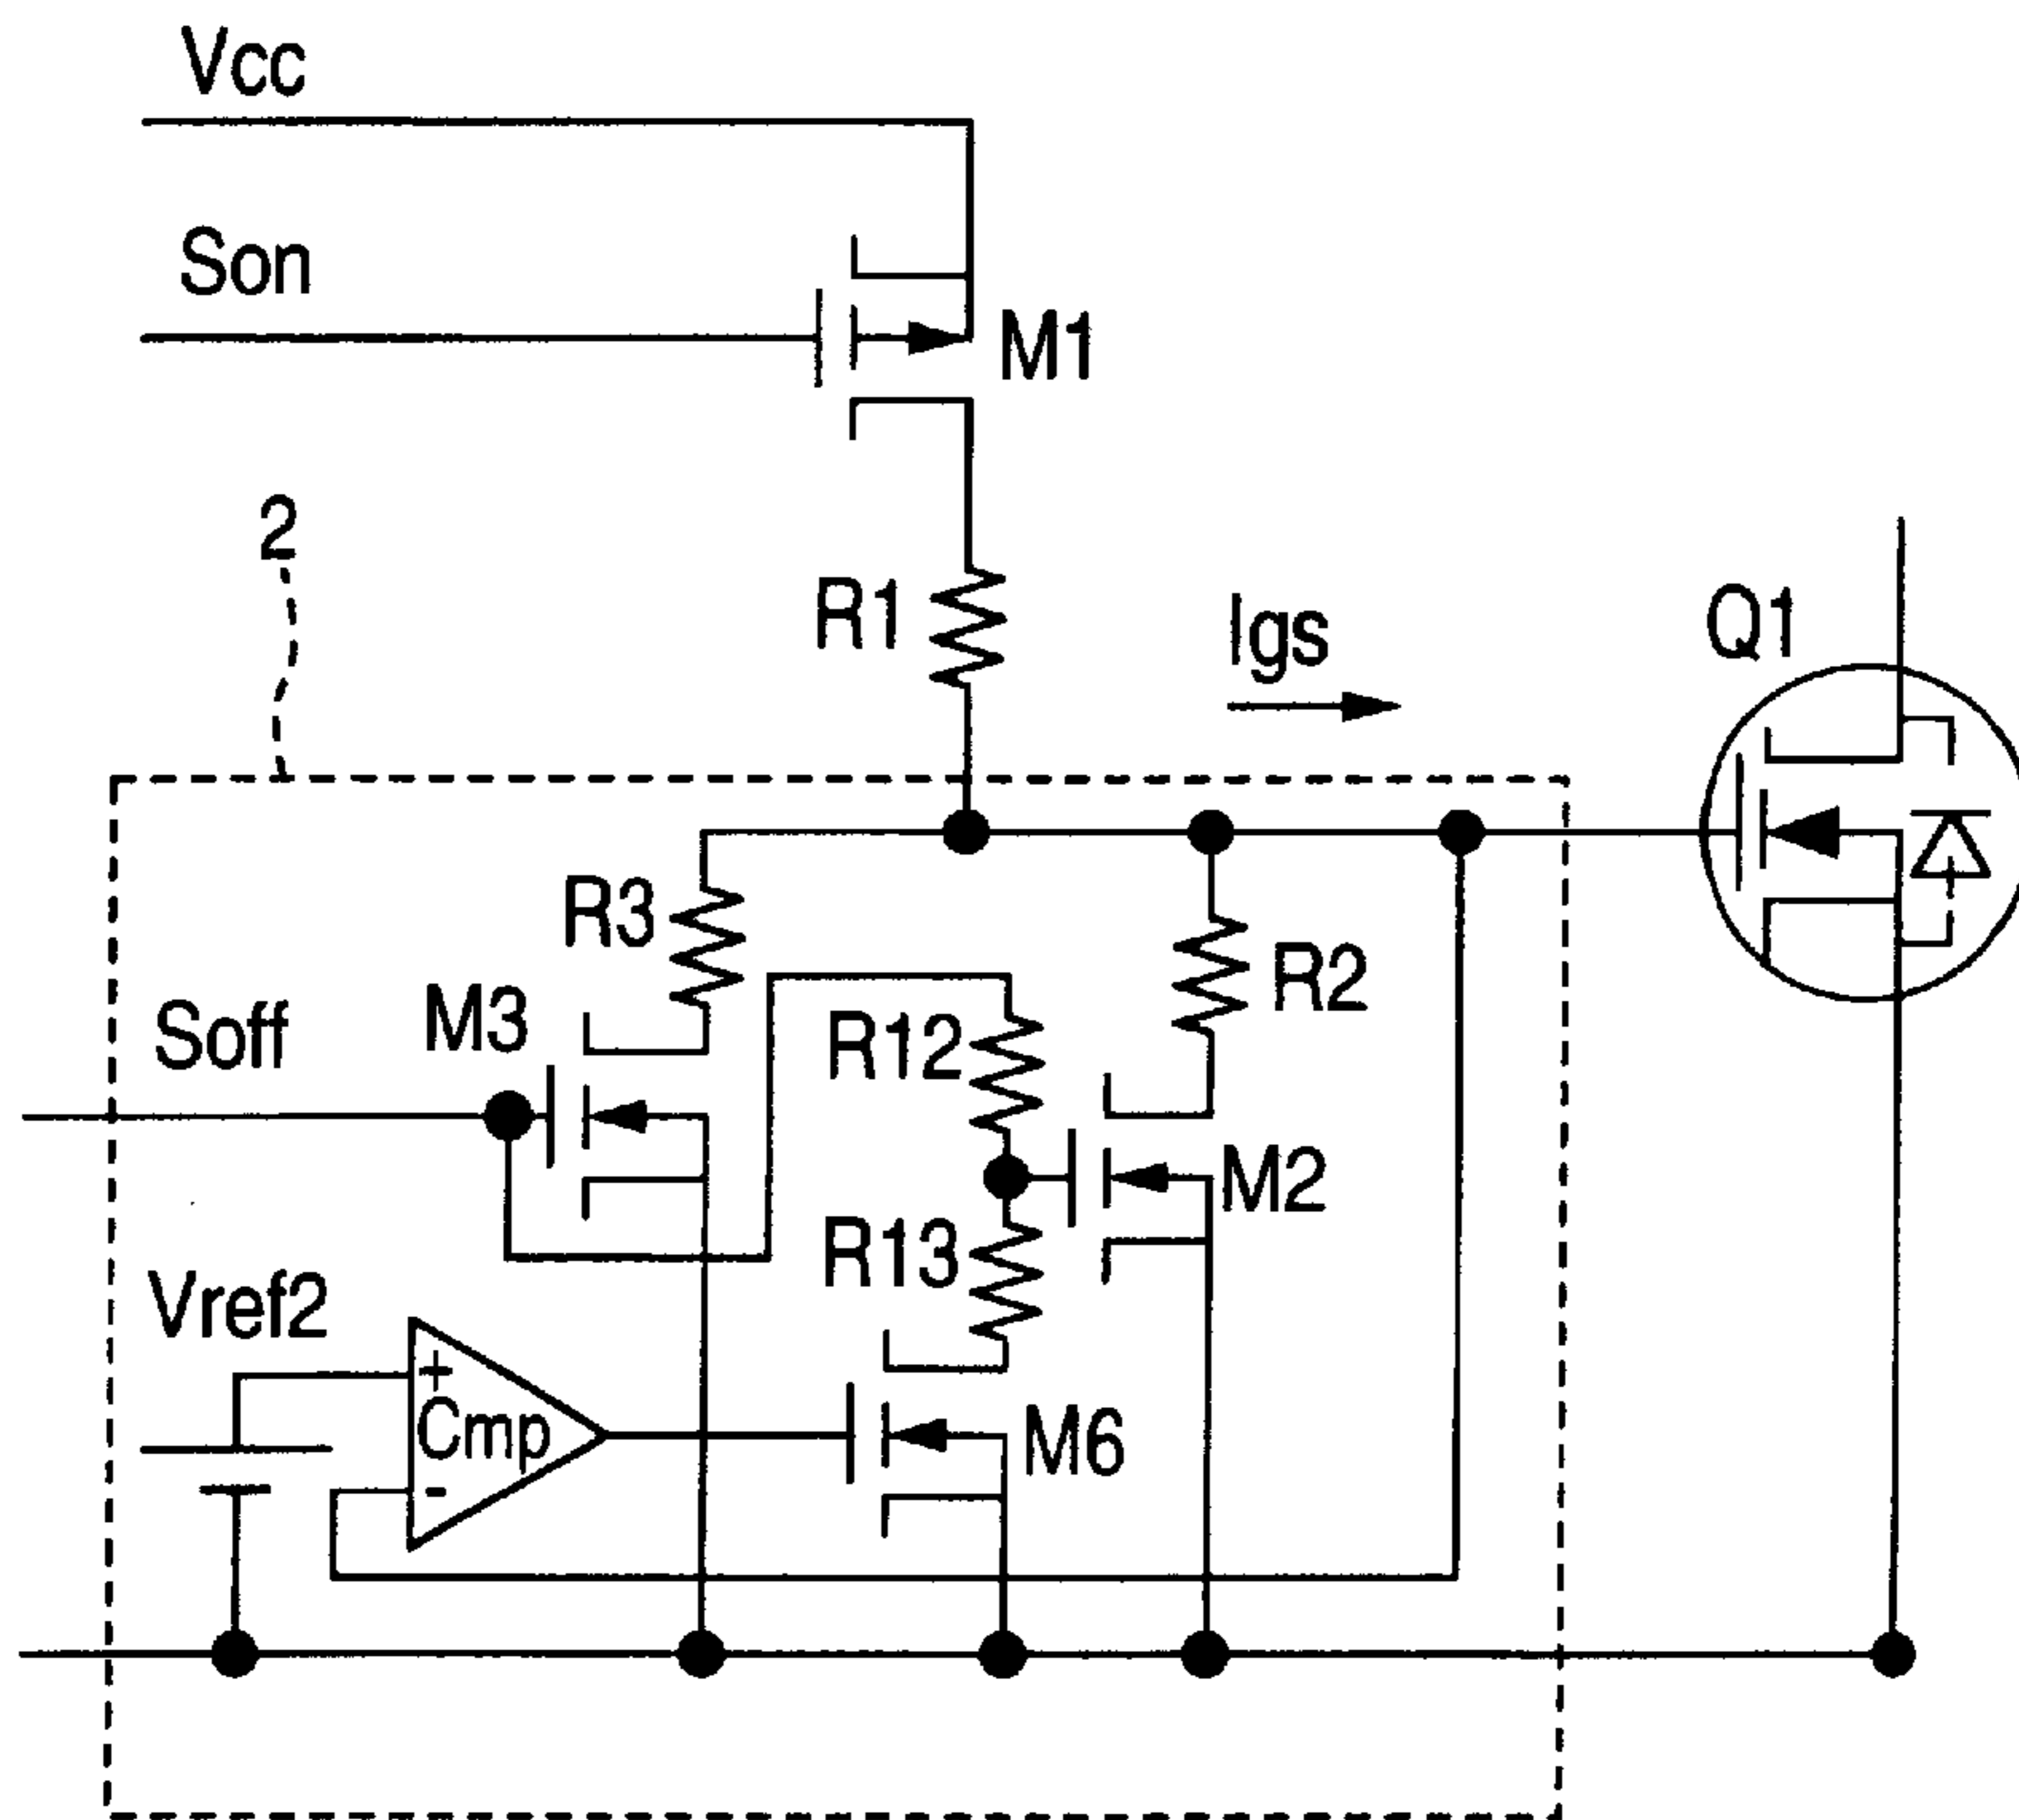 Vcc
Son
M1
2
R1
Igs
Q1
R3
R2
Soff
M3
R12
M2
R13
Vref2
+
Cmp
-
M6